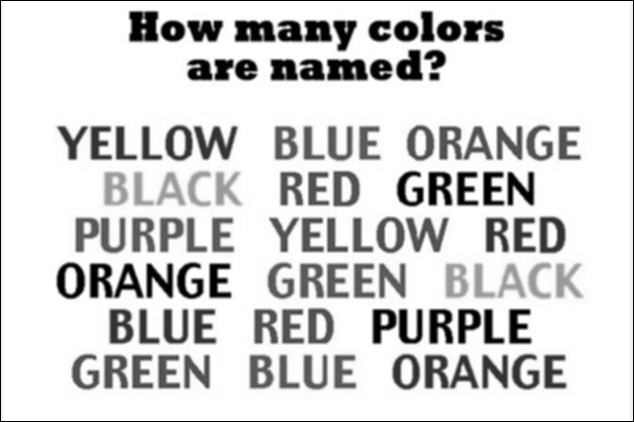 How many colors
are named?
YELLOW BLUE ORANGE
BLACK RED GREEN
PURPLE YELLOW RED
ORANGE GREEN BLACK
BLUE RED PURPLE
GREEN BLUE ORANGE